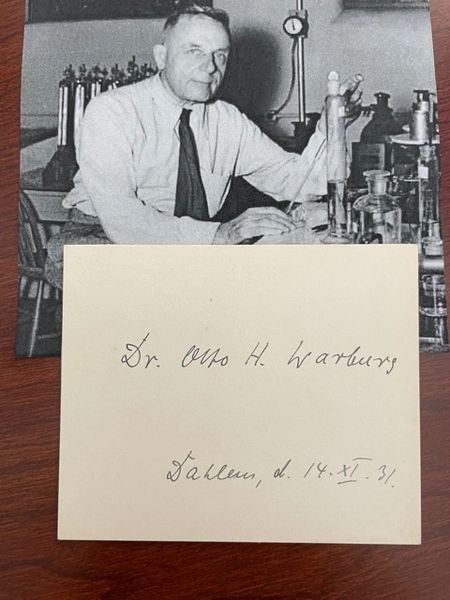 Dr. Otto H. Warburg
Dahlem, d. 14.XI.31.